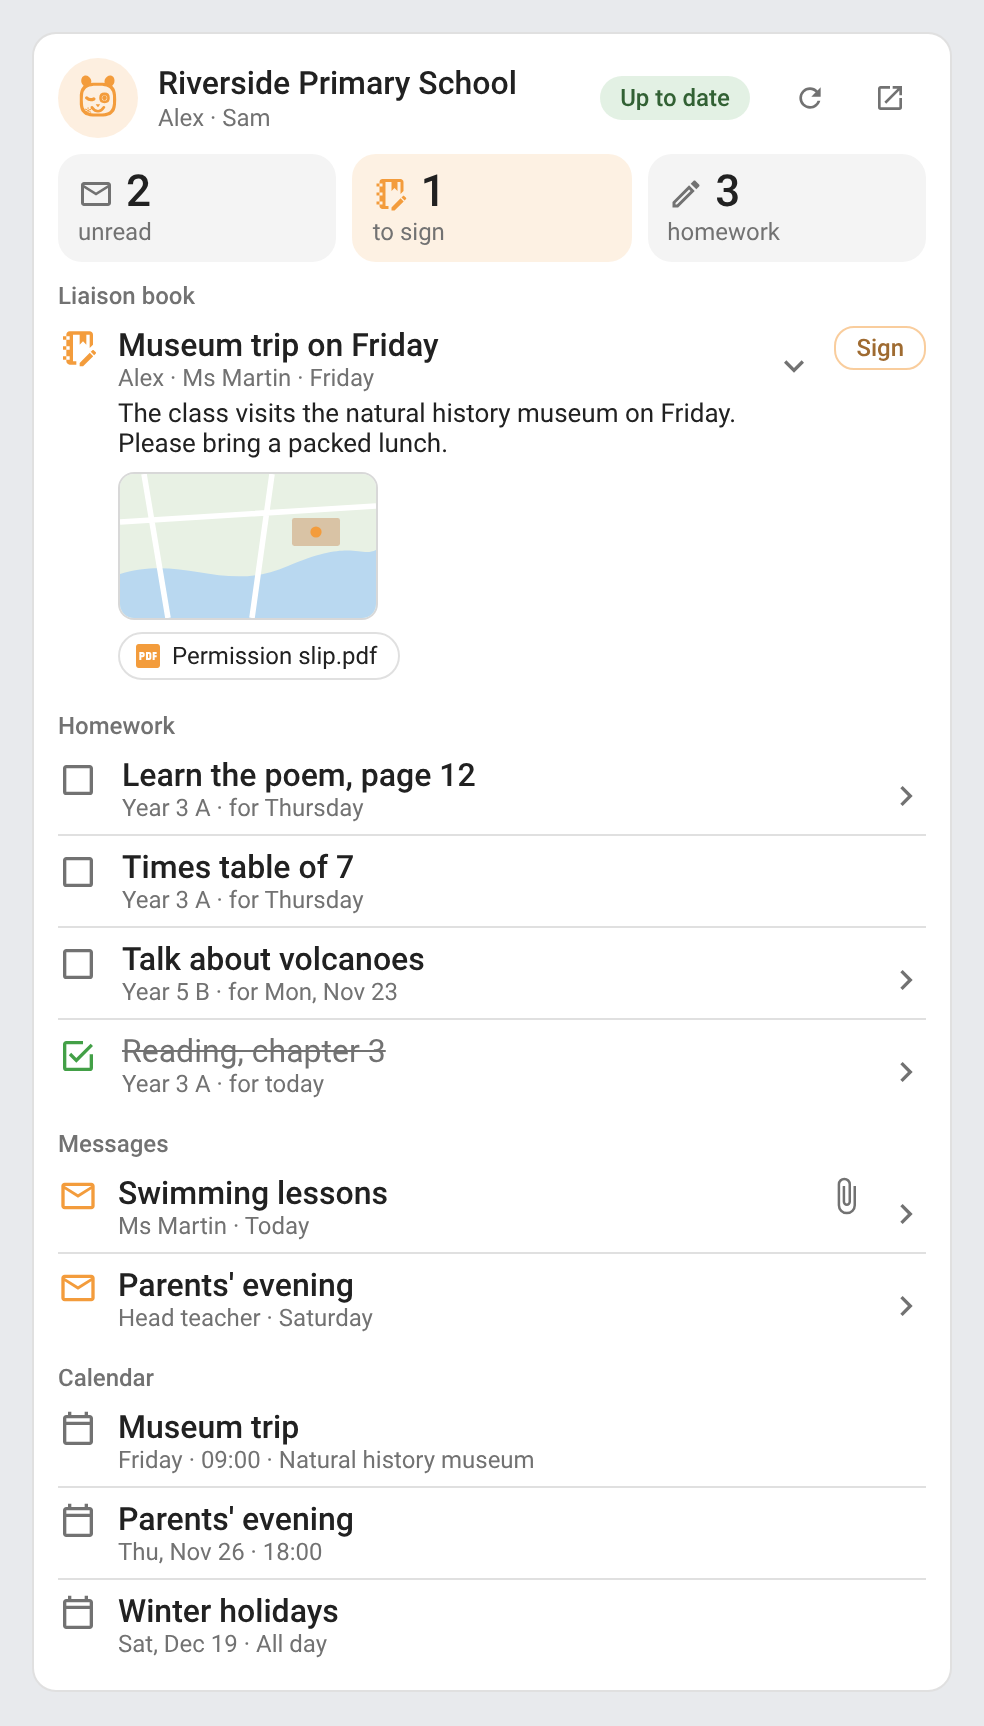 Riverside Primary School
Alex · Sam
Up to date
2
unread
1
to sign
3
homework
Liaison book
Museum trip on Friday
Alex · Ms Martin · Friday
Sign
The class visits the natural history museum on Friday.
Please bring a packed lunch.
PDF Permission slip.pdf
Homework
Learn the poem, page 12
Year 3 A · for Thursday
Times table of 7
Year 3 A · for Thursday
Talk about volcanoes
Year 5 B · for Mon, Nov 23
Reading, chapter 3
Year 3 A · for today
Messages
Swimming lessons
Ms Martin · Today
Parents' evening
Head teacher · Saturday
Calendar
Museum trip
Friday · 09:00 · Natural history museum
Parents' evening
Thu, Nov 26 · 18:00
Winter holidays
Sat, Dec 19 · All day